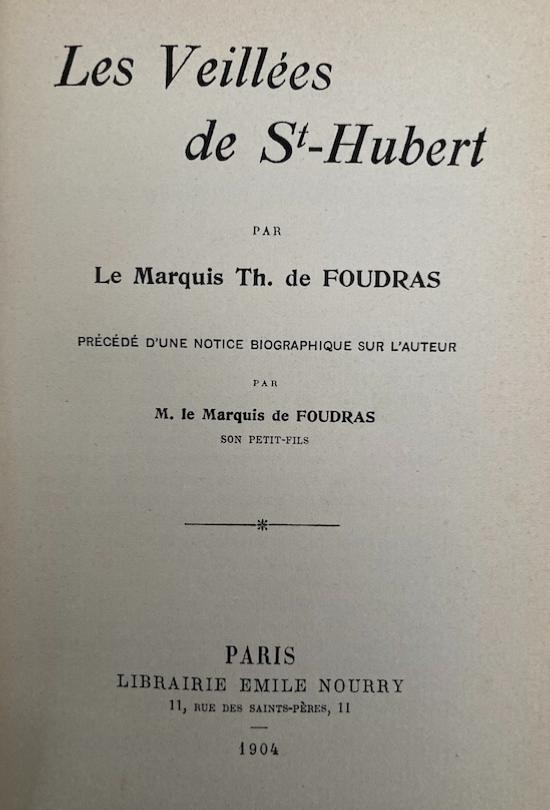 Les Veillées
de St-Hubert
PAR
Le Marquis Th. de FOUDRAS
PRÉCÉDÉ D'UNE NOTICE BIOGRAPHIQUE SUR L'AUTEUR
PAR
M. le Marquis de FOUDRAS
SON PETIT-FILS
PARIS
LIBRAIRIE EMILE NOURRY
11, RUE DES SAINTS-PÈRES, 11
1904